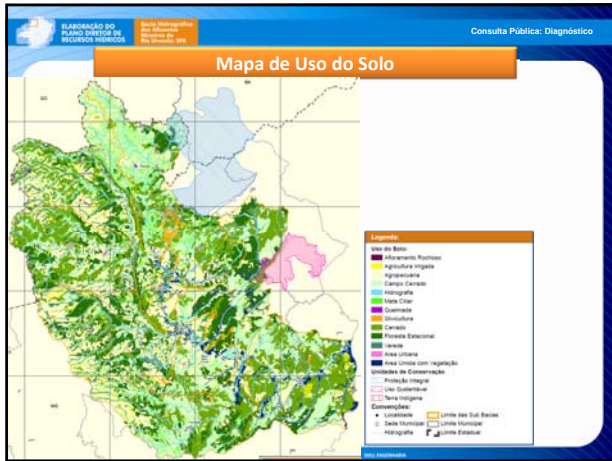 ELABORAÇÃO DO
PLANO DIRETOR DE
RECURSOS HÍDRICOS
Bacia Hidrográfica
dos Afluentes
Mineiros do
Rio Urucuia: SF8
Consulta Pública: Diagnóstico
Mapa de Uso do Solo
Legenda:
Uso do Solo:
Afloramento Rochoso
Agricultura Irrigada
Agropecuária
Campo Cerrado
Hidrografia
Mata Ciliar
Queimada
Silvicultura
Cerrado
Floresta Estacional
Vereda
Área Urbana
Área Úmida com Vegetação
Unidades de Conservação
Proteção Integral
Uso Sustentável
Terra Indígena
Convenções:
Localidade
Limite das Sub Bacias
Sede Municipal
Limite Municipal
Hidrografia
Limite Estadual
ENGENHARIA